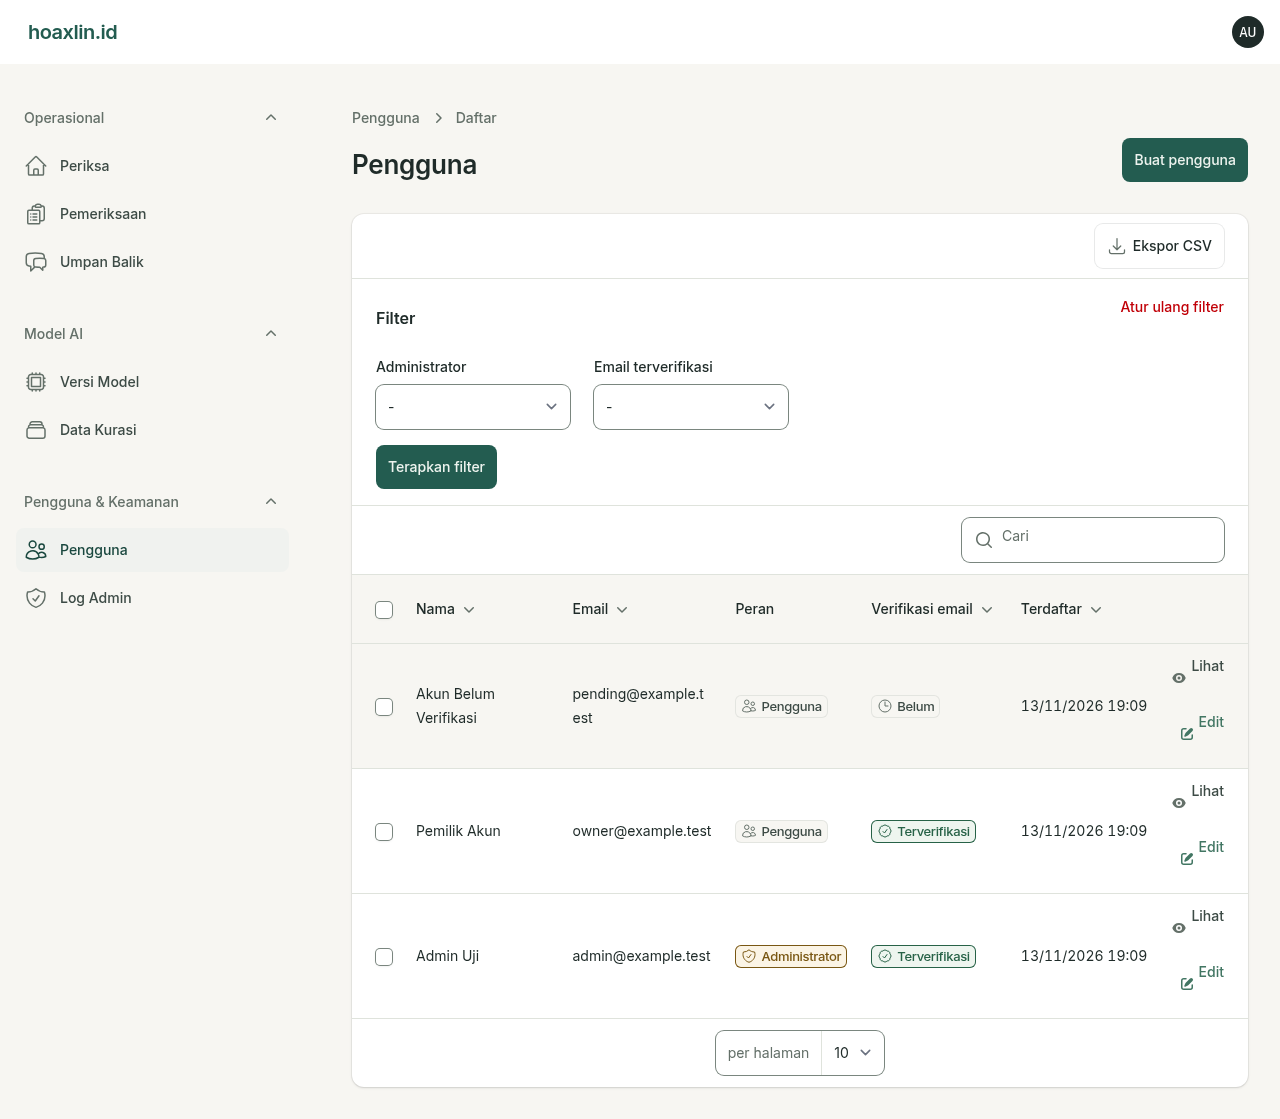 hoaxlin.id
AU
Operasional
Periksa
Pemeriksaan
Umpan Balik
Model AI
Versi Model
Data Kurasi
Pengguna & Keamanan
Pengguna
Log Admin
Pengguna > Daftar
Pengguna
Buat pengguna
Ekspor CSV
Filter
Atur ulang filter
Administrator
Email terverifikasi
-
-
Terapkan filter
Cari
Nama Email Peran Verifikasi email Terdaftar
Akun Belum
Verifikasi
pending@example.t
est
Pengguna
Belum
13/11/2026 19:09
Lihat
Edit
Pemilik Akun
owner@example.test
Pengguna
Terverifikasi
13/11/2026 19:09
Lihat
Edit
Admin Uji
admin@example.test
Administrator
Terverifikasi
13/11/2026 19:09
Lihat
Edit
per halaman 10